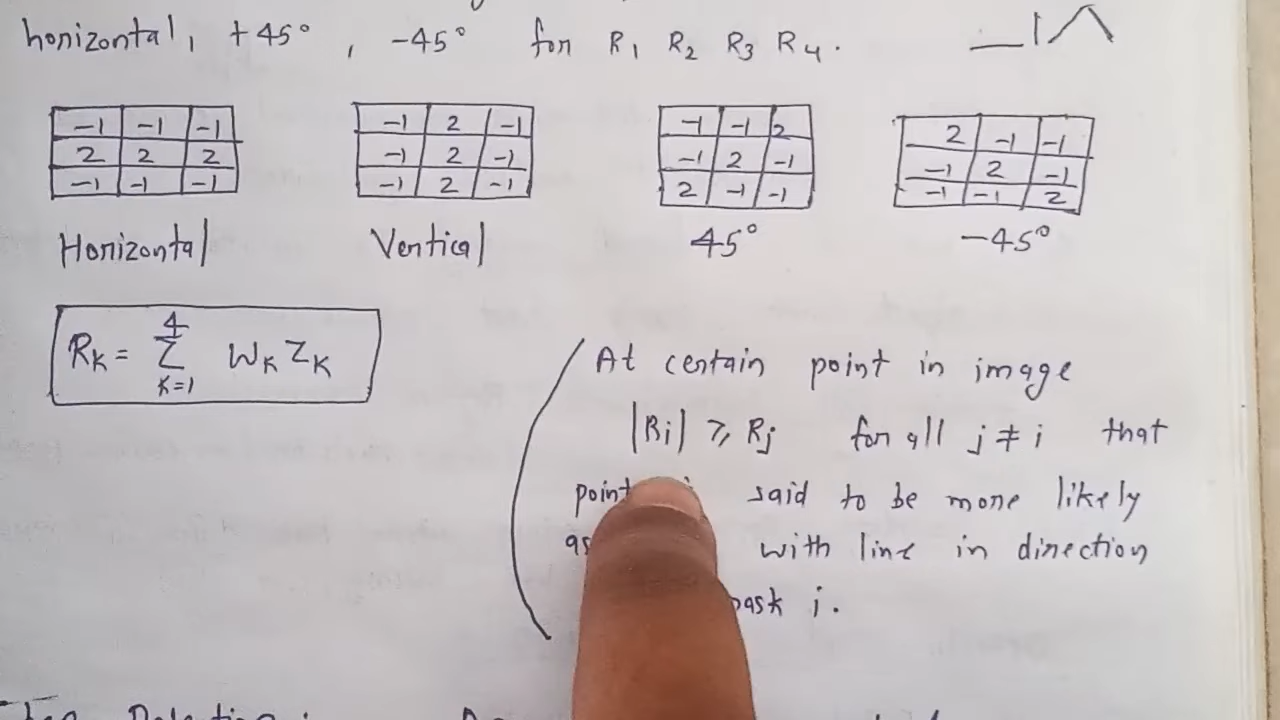 horizontal, +45° , -45° for R1 R2 R3 R4.
-1 -1 -1
2 2 2
-1 -1 -1
Horizontal
-1 2 -1
-1 2 -1
-1 2 -1
Vertical
-1 -1 2
-1 2 -1
2 -1 -1
45°
2 -1 -1
-1 2 -1
-1 -1 2
-45°
RK = 4 Σ K=1 WK ZK
At certain point in image
|Ri| ≥ Rj for all j ≠ i that
point said to be more likely
with line in direction
i.